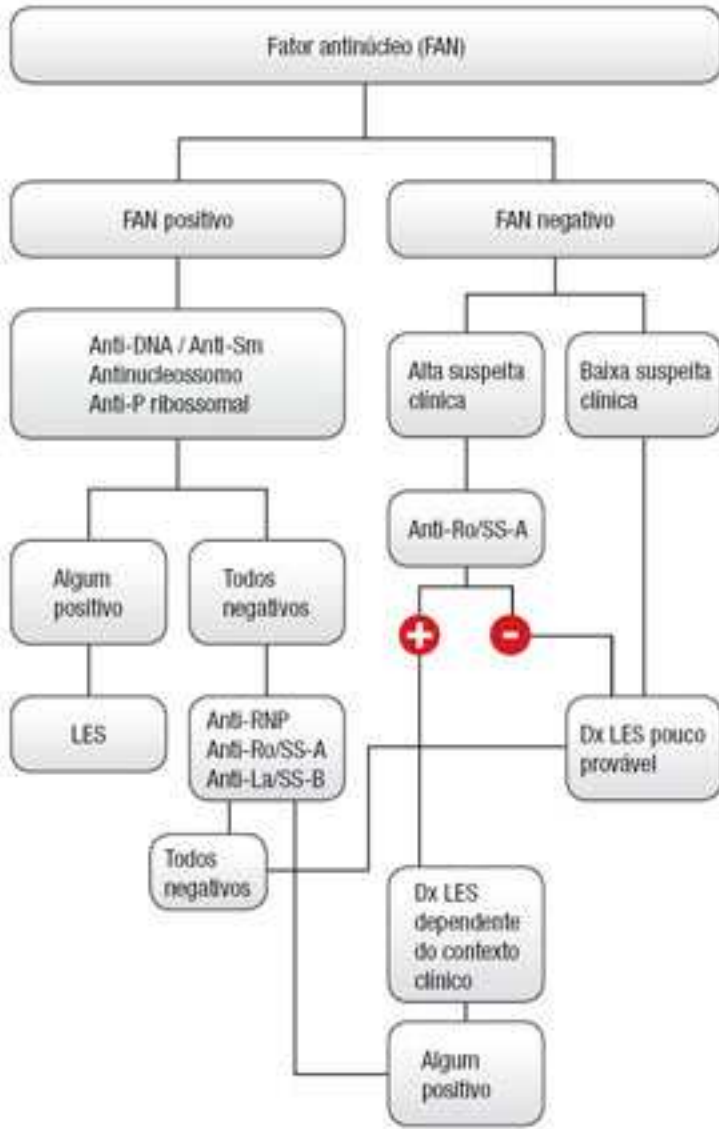 Fator antinúcleo (FAN)
FAN positivo
FAN negativo
Anti-DNA / Anti-Sm
Antinucleossomo
Anti-P ribossomal
Alta suspeita
clínica
Baixa suspeita
clínica
Anti-Ro/SS-A
Algum
positivo
Todos
negativos
+
-
LES
Anti-RNP
Anti-Ro/SS-A
Anti-La/SS-B
Dx LES pouco
provável
Todos
negativos
Dx LES
dependente
do contexto
clínico
Algum
positivo